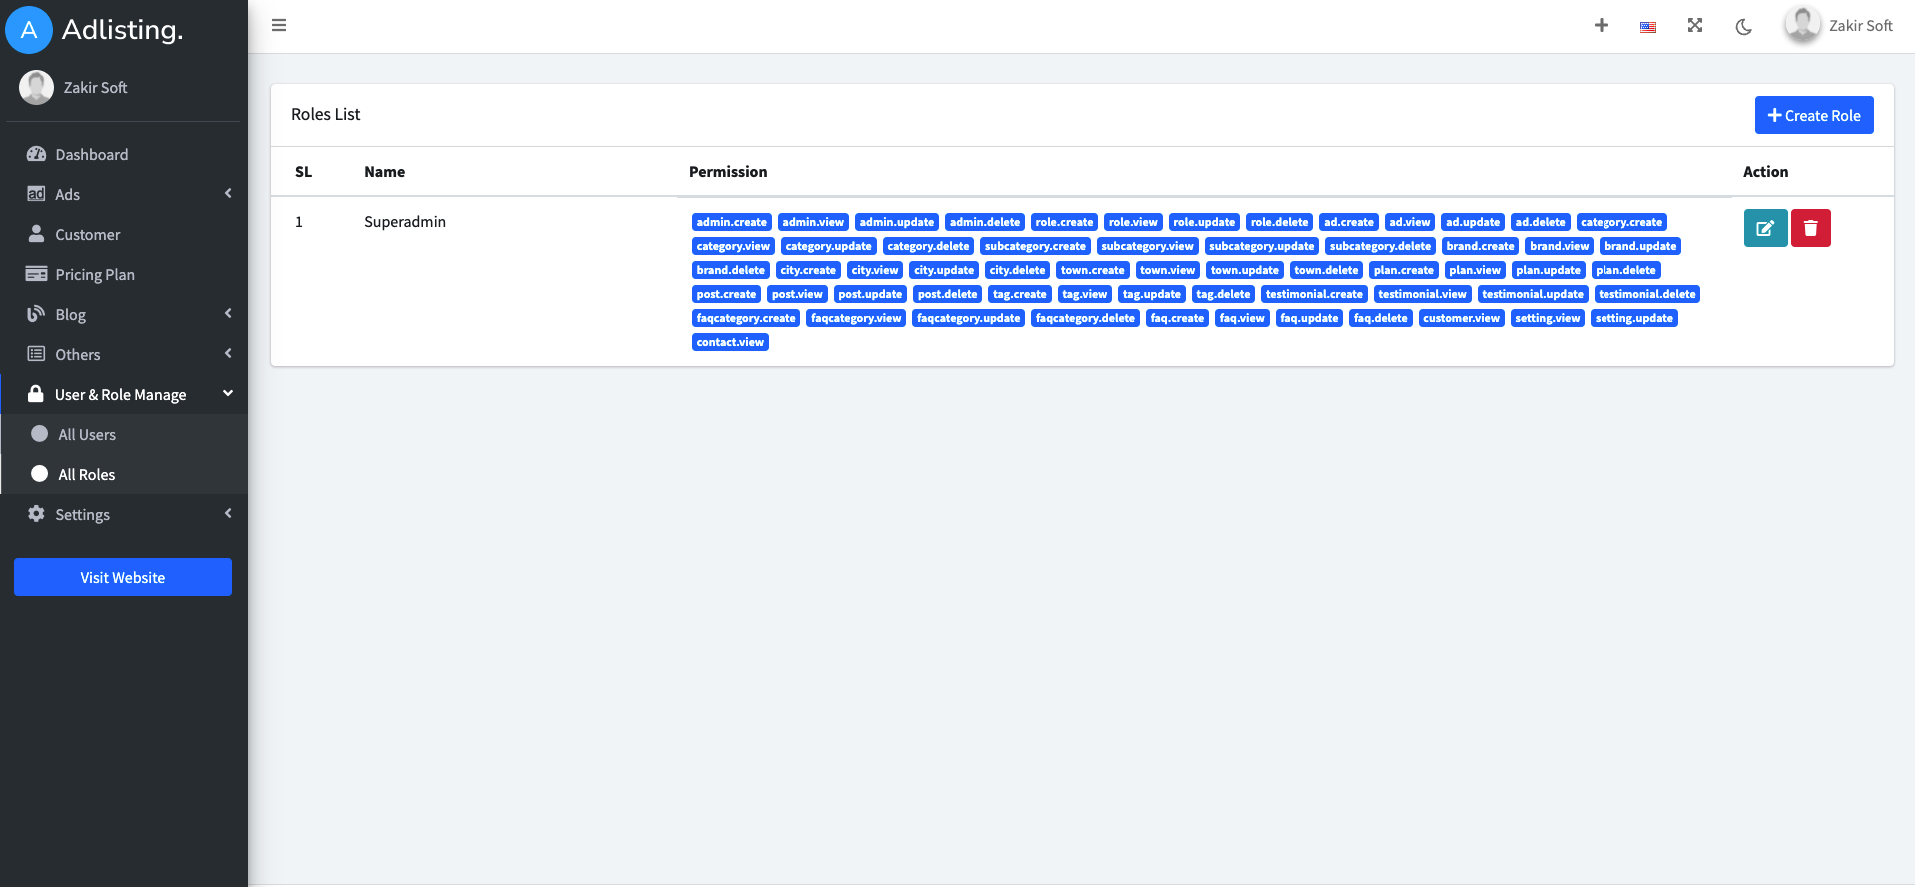 A Adlisting.
Zakir Soft
Dashboard
Ads
Customer
Pricing Plan
Blog
Others
User & Role Manage
All Users
All Roles
Settings
Visit Website
Zakir Soft
Roles List
Create Role
SL Name Permission Action
1 Superadmin admin.create admin.view admin.update admin.delete role.create role.view role.update role.delete ad.create ad.view ad.update ad.delete category.create
category.view category.update category.delete subcategory.create subcategory.view subcategory.update subcategory.delete brand.create brand.view brand.update
brand.delete city.create city.view city.update city.delete town.create town.view town.update town.delete plan.create plan.view plan.update plan.delete
post.create post.view post.update post.delete tag.create tag.view tag.update tag.delete testimonial.create testimonial.view testimonial.update testimonial.delete
faqcategory.create faqcategory.view faqcategory.update faqcategory.delete faq.create faq.view faq.update faq.delete customer.view setting.view setting.update
contact.view